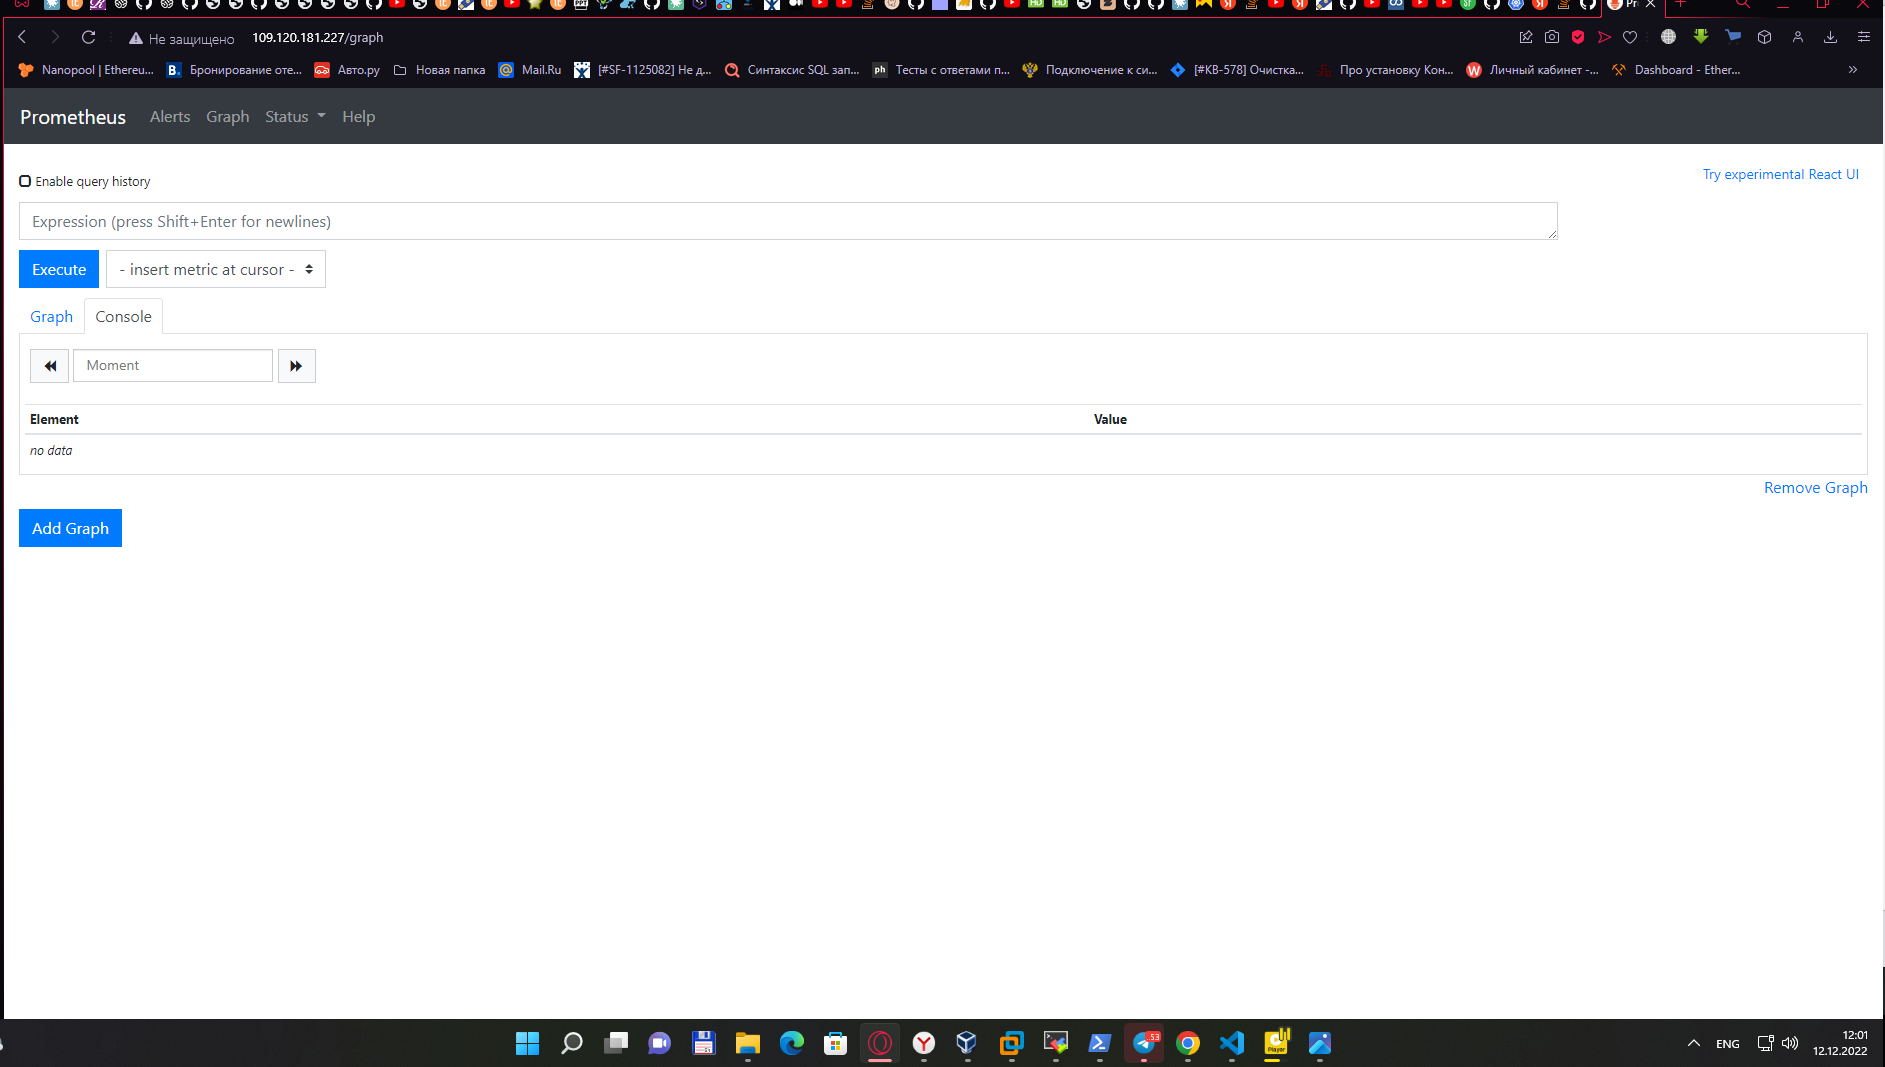 Pr
Не защищено 109.120.181.227/graph
Nanopool | Ethereu... Бронирование оте... Авто.ру Новая папка Mail.Ru [#SF-1125082] Не д... Синтаксис SQL зап... ph Тесты с ответами п... Подключение к си... [#KB-578] Очистка... Про установку Кон... Личный кабинет -... Dashboard - Ether...
Prometheus Alerts Graph Status Help
Enable query history
Try experimental React UI
Expression (press Shift+Enter for newlines)
Execute - insert metric at cursor -
Graph Console
Moment
Element Value
no data
Remove Graph
Add Graph
ENG
12:01
12.12.2022